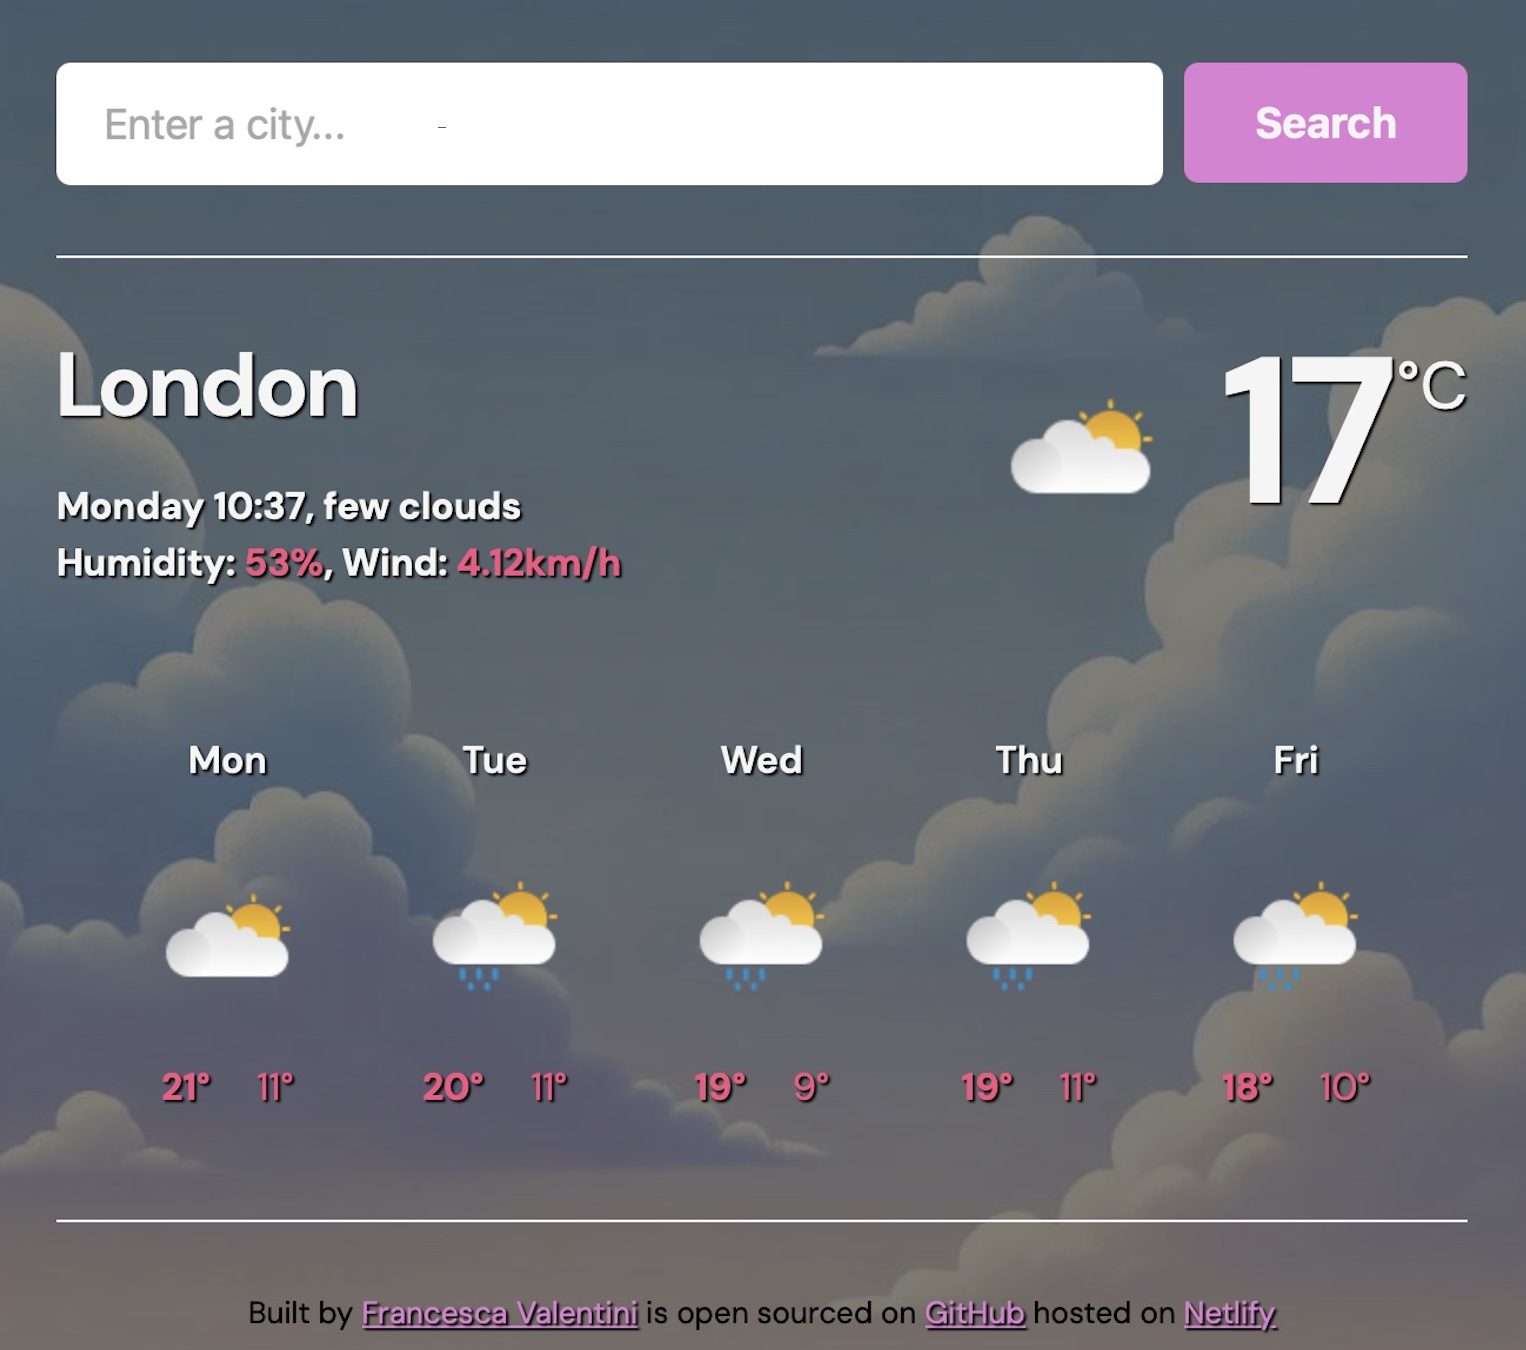 Enter a city...
Search
London
17°C
Monday 10:37, few clouds
Humidity: 53%, Wind: 4.12km/h
Mon Tue Wed Thu Fri
21° 11° 20° 11° 19° 9° 19° 11° 18° 10°
Built by Francesca Valentini is open sourced on GitHub hosted on Netlify